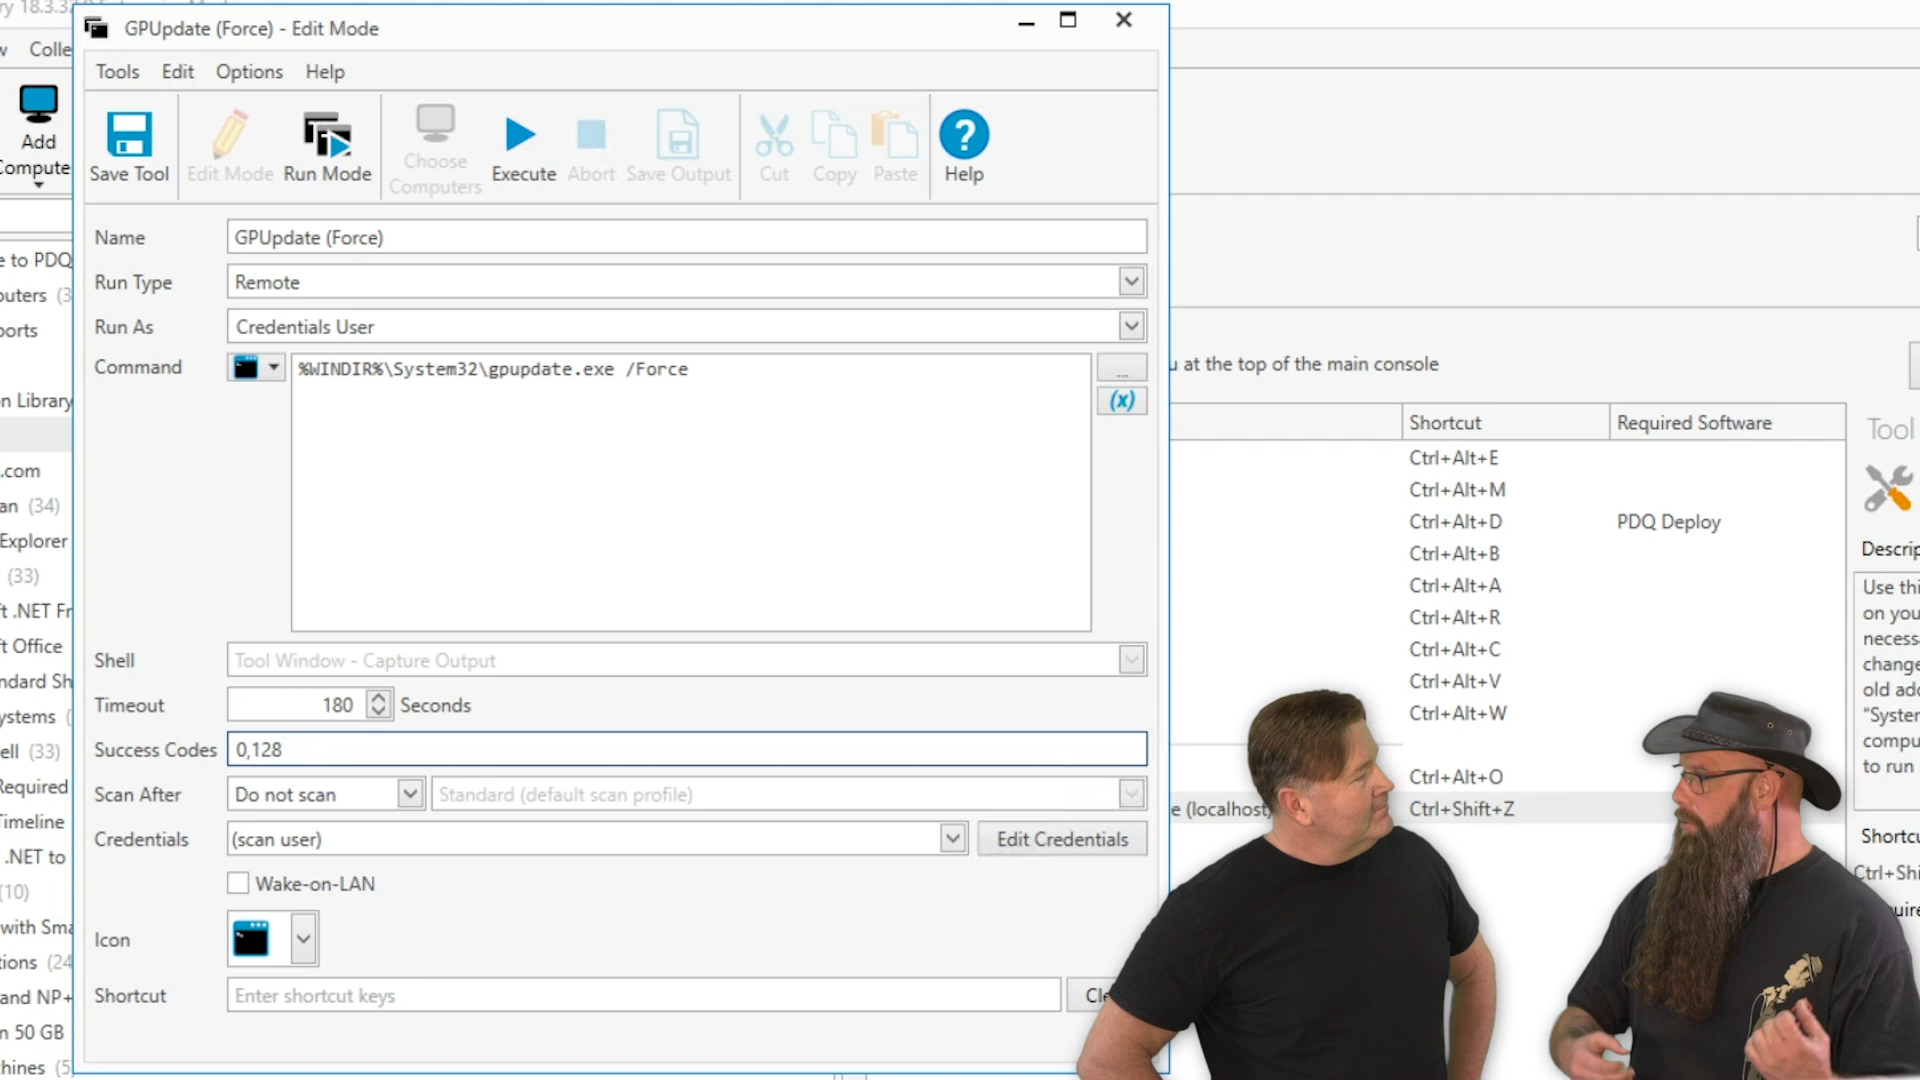 ry 18.3.3
GPUpdate (Force) - Edit Mode
Colle
Tools Edit Options Help
Add
Compute
Save Tool
Edit Mode
Run Mode
Choose
Computers
Execute
Abort
Save Output
Cut
Copy
Paste
Help
Name
GPUpdate (Force)
Run Type
Remote
Run As
Credentials User
Command
%WINDIR%\System32\gpupdate.exe /Force
...
(x)
Shell
Tool Window - Capture Output
Timeout
180
Seconds
Success Codes
0,128
Scan After
Do not scan
Standard (default scan profile)
Credentials
(scan user)
Edit Credentials
Wake-on-LAN
Icon
Shortcut
Enter shortcut keys
Cle
e to PDQ
outers (3
ports
n Library
.com
an (34)
Explorer
(33)
t .NET Fr
t Office
ndard Sh
ystems (
ell (33)
Required
Timeline
.NET to
(10)
with Sma
tions (24
and NP+
n 50 GB
hines (5
u at the top of the main console
Shortcut
Required Software
Ctrl+Alt+E
Ctrl+Alt+M
Ctrl+Alt+D
PDQ Deploy
Ctrl+Alt+B
Ctrl+Alt+A
Ctrl+Alt+R
Ctrl+Alt+C
Ctrl+Alt+V
Ctrl+Alt+W
Ctrl+Alt+O
e (localhost)
Ctrl+Shift+Z
Tool
Descrip
Use thi
on you
necess
change
old add
"System
compu
to run
Shortcu
Ctrl+Shi
uire